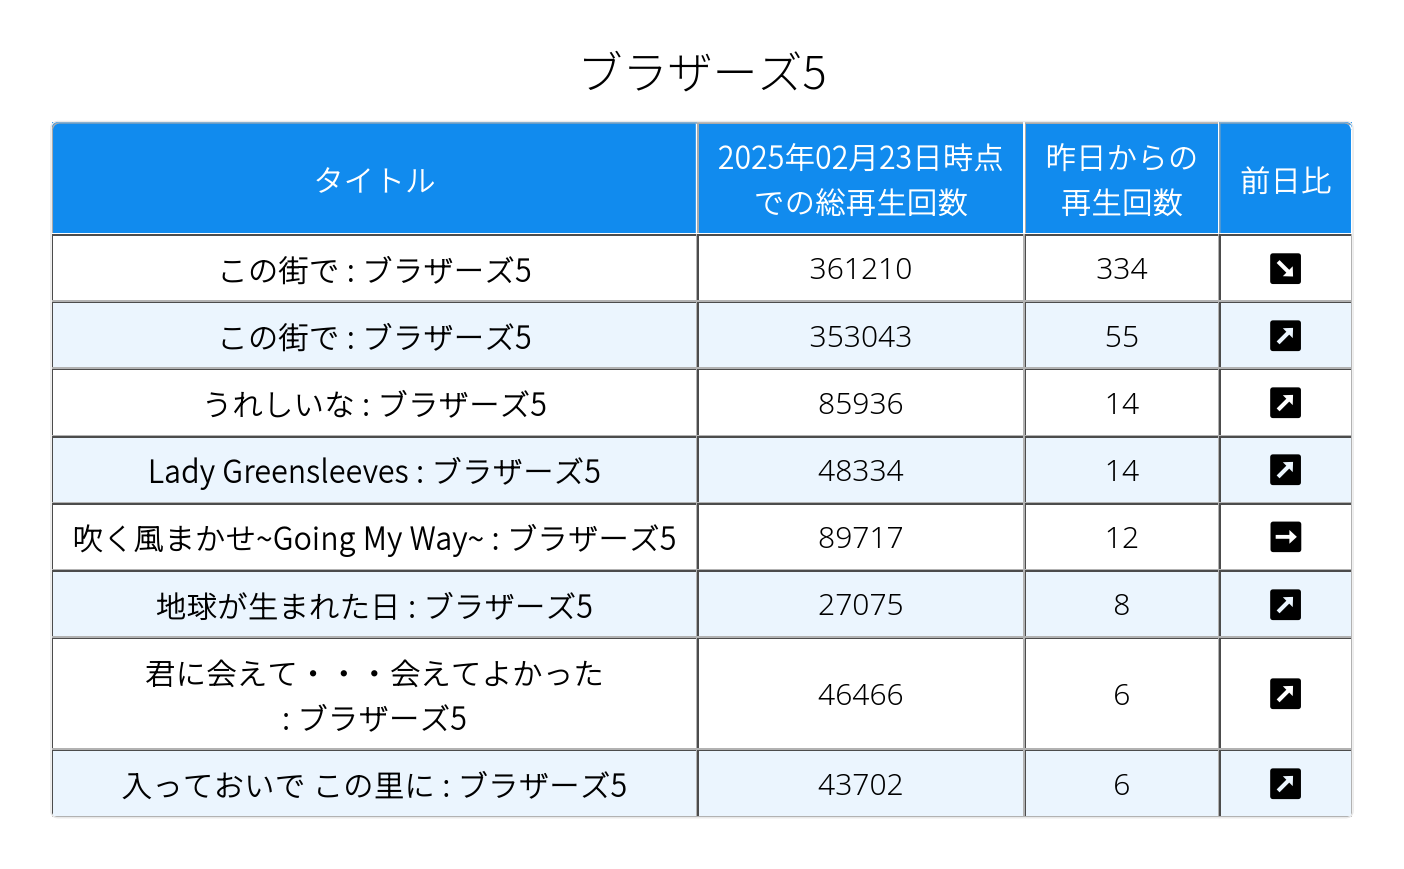 ブラザーズ5
タイトル
2025年02月23日時点
での総再生回数
昨日からの
再生回数
前日比
この街で : ブラザーズ5
361210
334
この街で : ブラザーズ5
353043
55
うれしいな : ブラザーズ5
85936
14
Lady Greensleeves : ブラザーズ5
48334
14
吹く風まかせ~Going My Way~ : ブラザーズ5
89717
12
地球が生まれた日 : ブラザーズ5
27075
8
君に会えて・・・会えてよかった
: ブラザーズ5
46466
6
入っておいで この里に : ブラザーズ5
43702
6